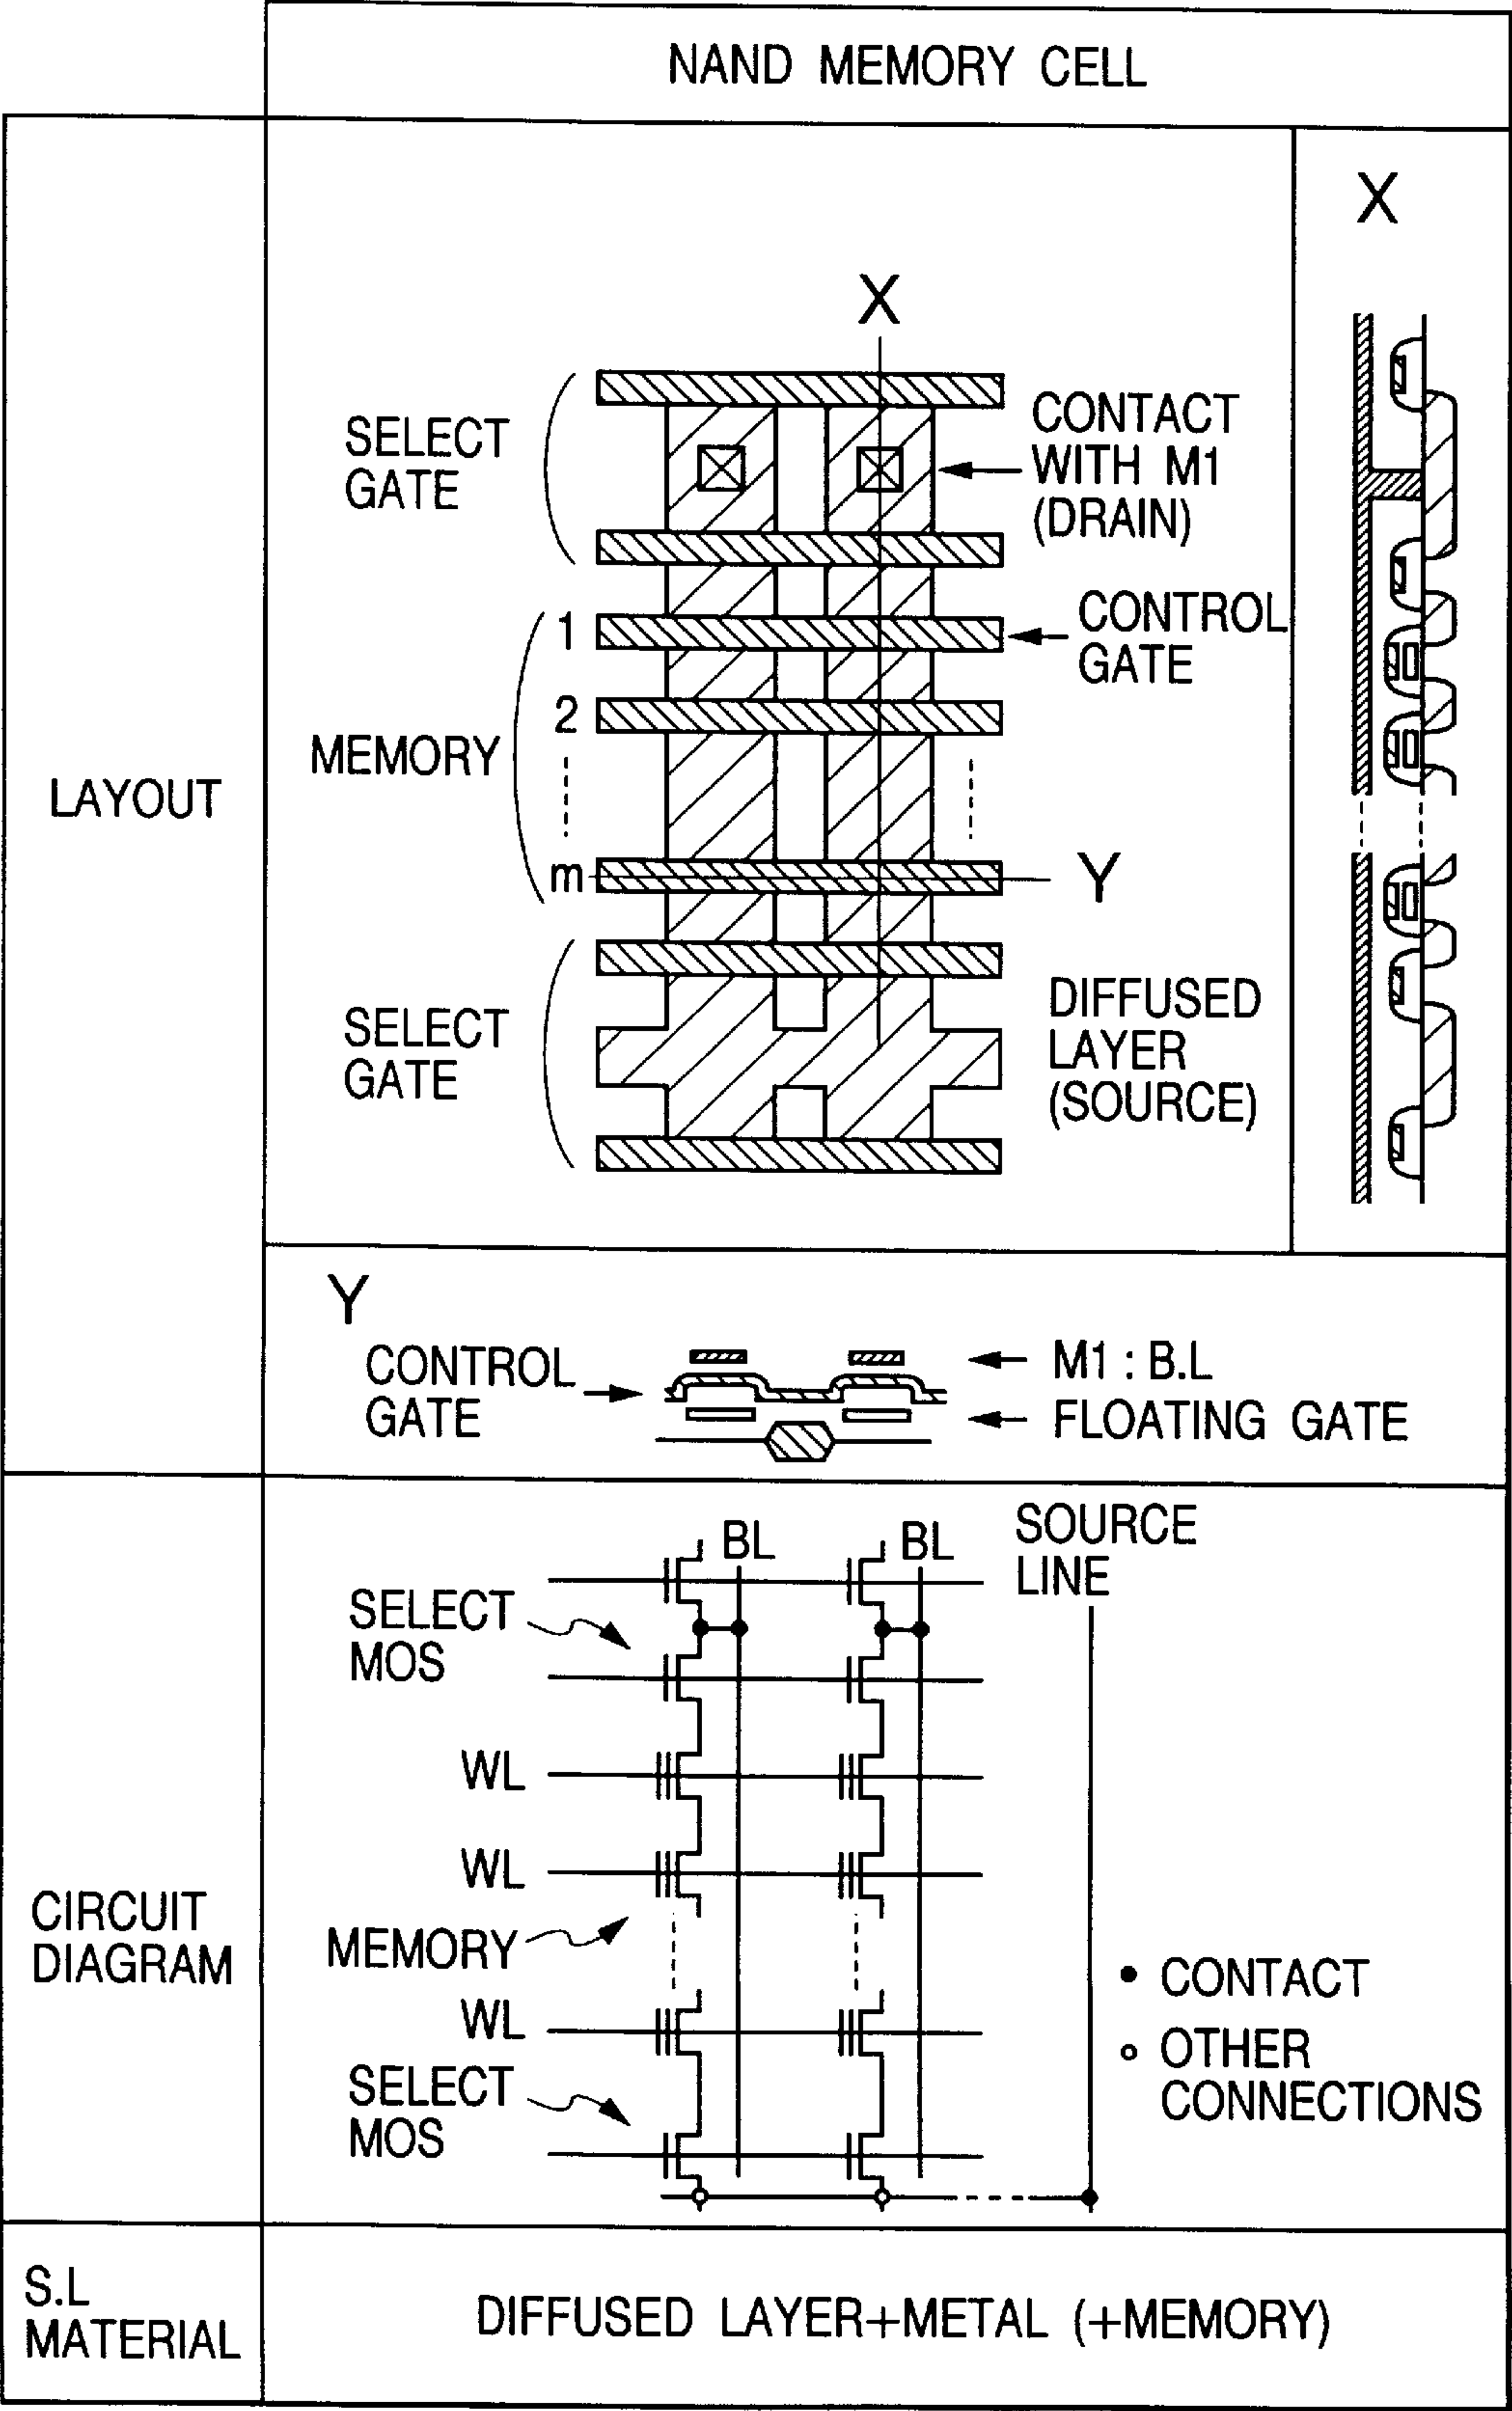 NAND MEMORY CELL
LAYOUT
X
X
SELECT
GATE
CONTACT
WITH M1
(DRAIN)
1
CONTROL
GATE
2
MEMORY
m
Y
SELECT
GATE
DIFFUSED
LAYER
(SOURCE)
Y
CONTROL
GATE
M1 : B.L
FLOATING GATE
CIRCUIT
DIAGRAM
BL
BL
SOURCE
LINE
SELECT
MOS
WL
WL
MEMORY
WL
SELECT
MOS
CONTACT
OTHER
CONNECTIONS
S.L
MATERIAL
DIFFUSED LAYER+METAL (+MEMORY)